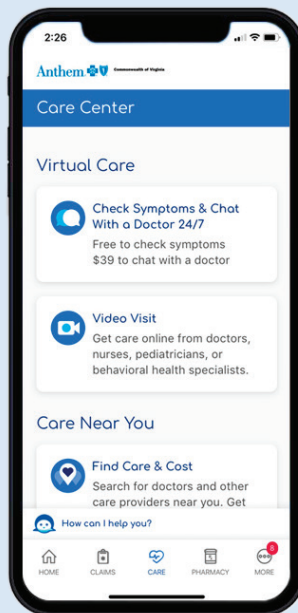 2:26
Anthem Commonwealth of Virginia
Care Center
Virtual Care
Check Symptoms & Chat
With a Doctor 24/7
Free to check symptoms
$39 to chat with a doctor
Video Visit
Get care online from doctors,
nurses, pediatricians, or
behavioral health specialists.
Care Near You
Find Care & Cost
Search for doctors and other
care providers near you. Get
How can I help you?
HOME CLAIMS CARE PHARMACY MORE 8